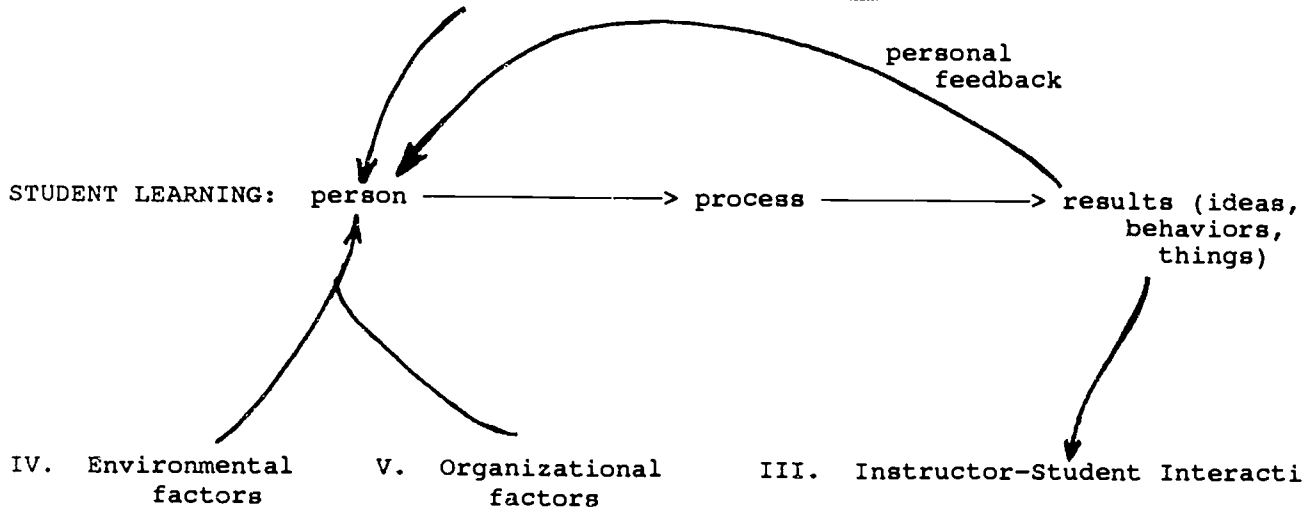 personal
feedback
STUDENT LEARNING: person process results (ideas,
behaviors,
things)
IV. Environmental V. Organizational III. Instructor-Student Interacti
factors factors